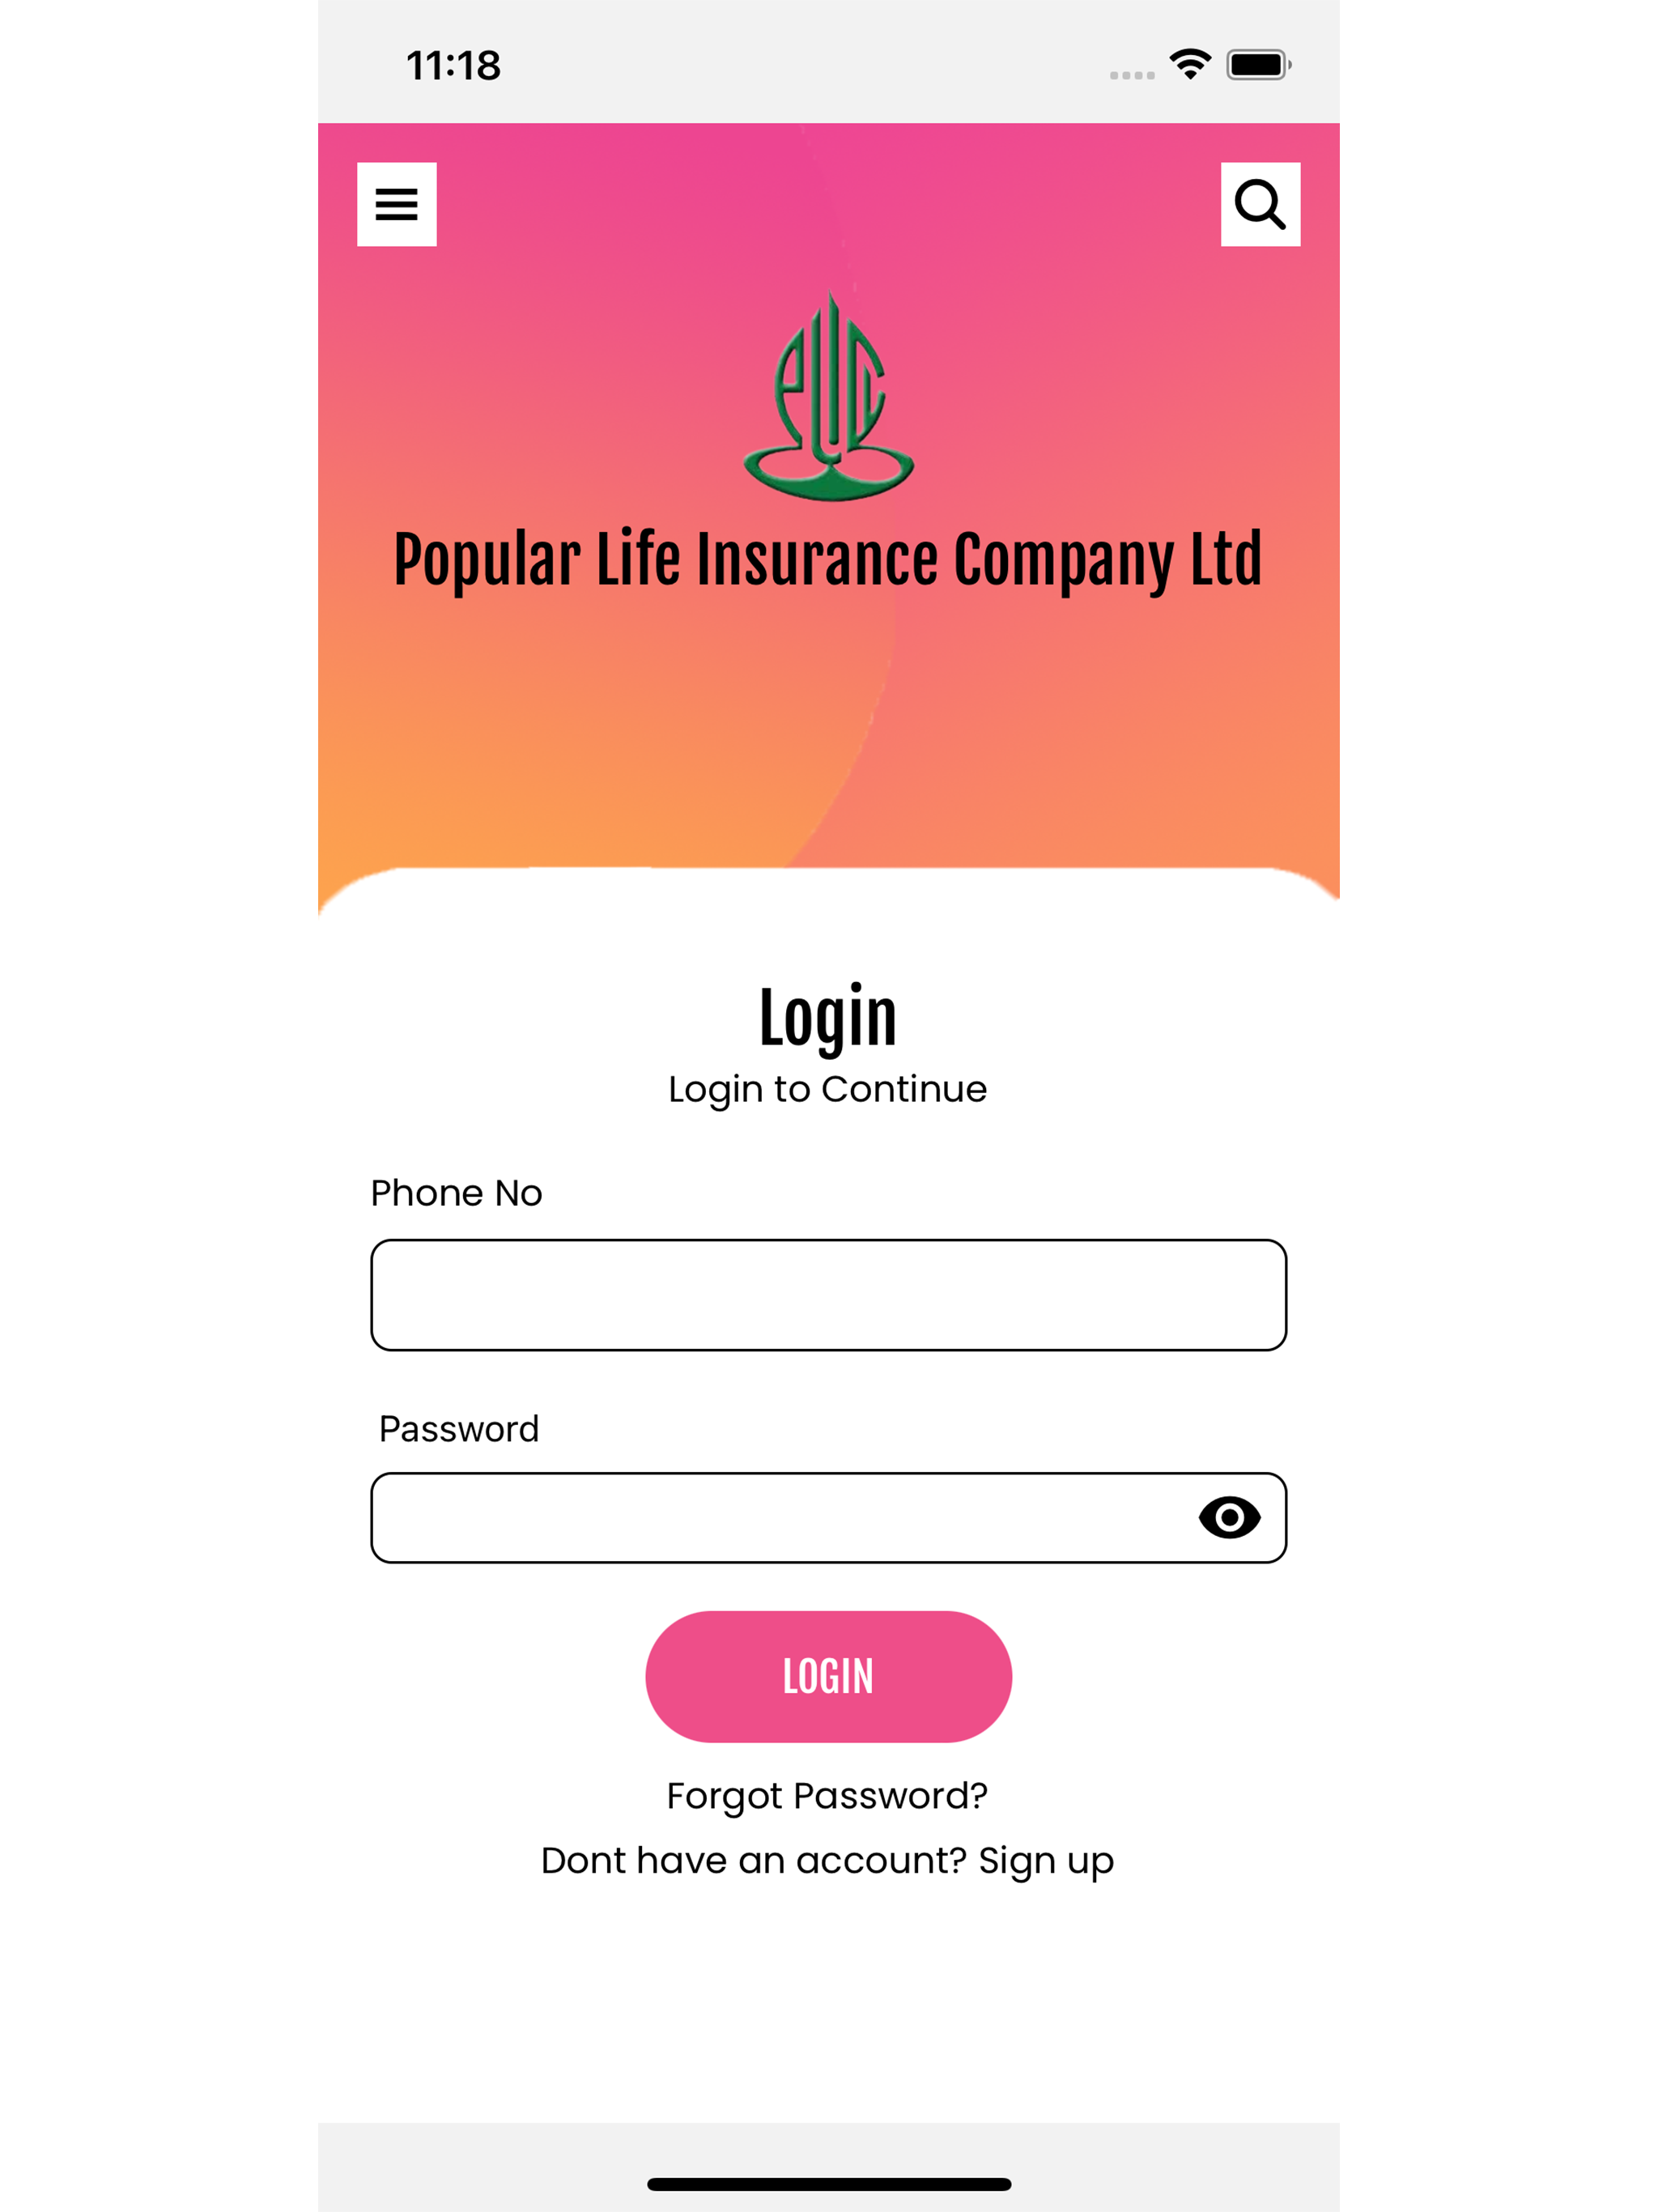 11:18
Popular Life Insurance Company Ltd
Login
Login to Continue
Phone No
Password
LOGIN
Forgot Password?
Dont have an account? Sign up